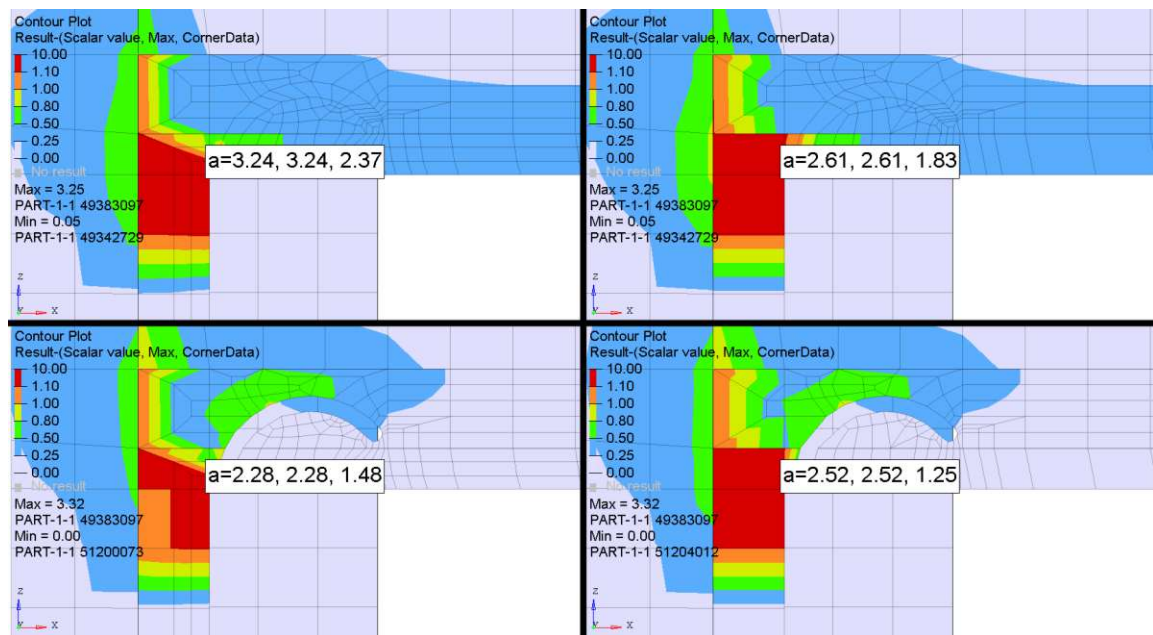 Contour Plot
Result-(Scalar value, Max, CornerData)
10.00
1.10
1.00
0.80
0.50
0.25
0.00
No result
Max = 3.25
PART-1-1 49383097
Min = 0.05
PART-1-1 49342729
a=3.24, 3.24, 2.37
z
Y
X
Contour Plot
Result-(Scalar value, Max, CornerData)
10.00
1.10
1.00
0.80
0.50
0.25
0.00
No result
Max = 3.25
PART-1-1 49383097
Min = 0.05
PART-1-1 49342729
a=2.61, 2.61, 1.83
z
Y
X
Contour Plot
Result-(Scalar value, Max, CornerData)
10.00
1.10
1.00
0.80
0.50
0.25
0.00
No result
Max = 3.32
PART-1-1 49383097
Min = 0.00
PART-1-1 51200073
a=2.28, 2.28, 1.48
z
Y
X
Contour Plot
Result-(Scalar value, Max, CornerData)
10.00
1.10
1.00
0.80
0.50
0.25
0.00
No result
Max = 3.32
PART-1-1 49383097
Min = 0.00
PART-1-1 51204012
a=2.52, 2.52, 1.25
z
Y
X